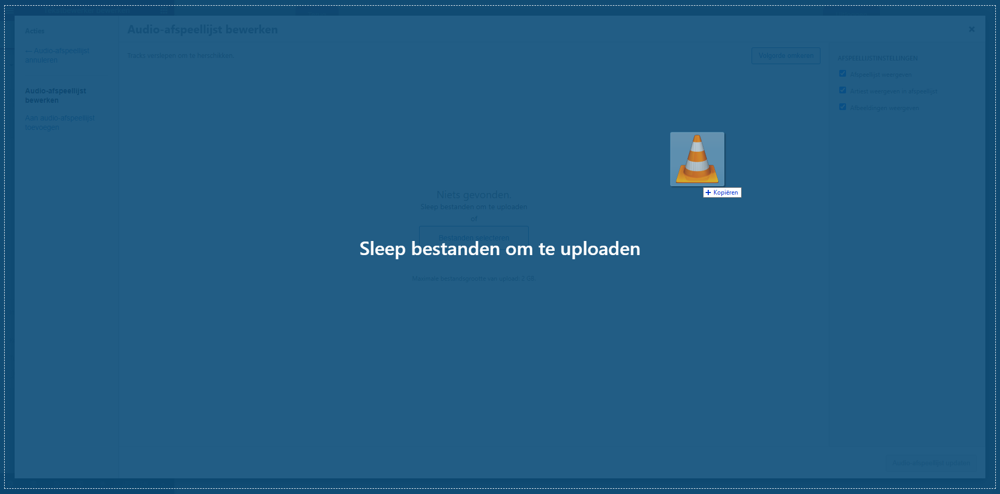 Tekstbewerker bewerken
Acties
← Audio-afspeellijst
annuleren
Audio-afspeellijst
bewerken
Aan audio-afspeellijst
toevoegen
Audio-afspeellijst bewerken
Tracks verslepen om te herschikken.
Volgorde omkeren
AFSPEELLIJSTINSTELLINGEN
Afspeellijst weergeven
Artiest weergeven in afspeellijst
Afbeeldingen weergeven
Kopiëren
Niets gevonden.
Sleep bestanden om te uploaden
of
Bestanden selecteren
Sleep bestanden om te uploaden
Maximale bestandsgrootte van upload: 2 GB.
Audio-afspeellijst updaten